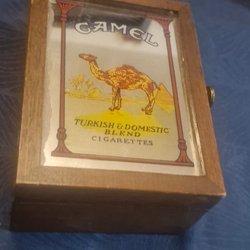 CAMEL
TURKISH & DOMESTIC
BLEND
CIGARETTES